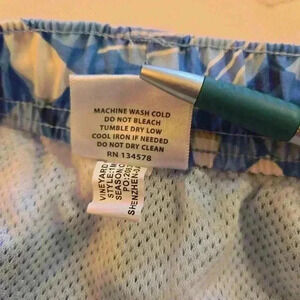 MACHINE WASH COLD
DO NOT BLEACH
TUMBLE DRY LOW
COOL IRON IF NEEDED
DO NOT DRY CLEAN
RN 134578
VINEYARD
STYLE:1
SEASON:
PO:
SHENZHEN